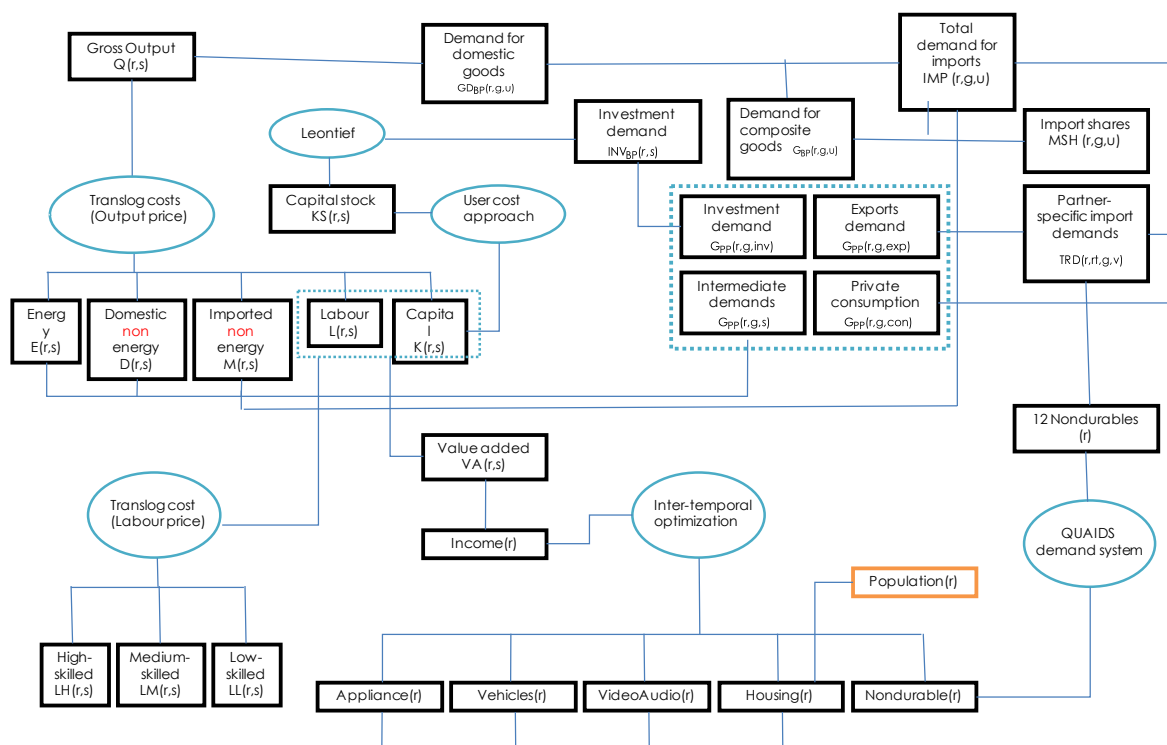 Gross Output
Q(r,s)
Demand for
domestic
goods
GDBP(r,g,u)
Total
demand for
imports
IMP (r,g,u)
Leontief
Investment
demand
INVBP(r,s)
Demand for
composite
goods GBP(r,g,u)
Import shares
MSH (r,g,u)
Translog costs
(Output price)
Capital stock
KS(r,s)
User cost
approach
Investment
demand
GPP(r,g,inv)
Exports
demand
GPP(r,g,exp)
Partner-
specific import
demands
TRD(r,rt,g,v)
Intermediate
demands
GPP(r,g,s)
Private
consumption
GPP(r,g,con)
Energ
y
E(r,s)
Domestic
non
energy
D(r,s)
Imported
non
energy
M(r,s)
Labour
L(r,s)
Capita
l
K(r,s)
12 Nondurables
(r)
Value added
VA(r,s)
Translog cost
(Labour price)
Inter-temporal
optimization
Income(r)
QUAIDS
demand system
Population(r)
High-
skilled
LH(r,s)
Medium-
skilled
LM(r,s)
Low-
skilled
LL(r,s)
Appliance(r)
Vehicles(r)
VideoAudio(r)
Housing(r)
Nondurable(r)